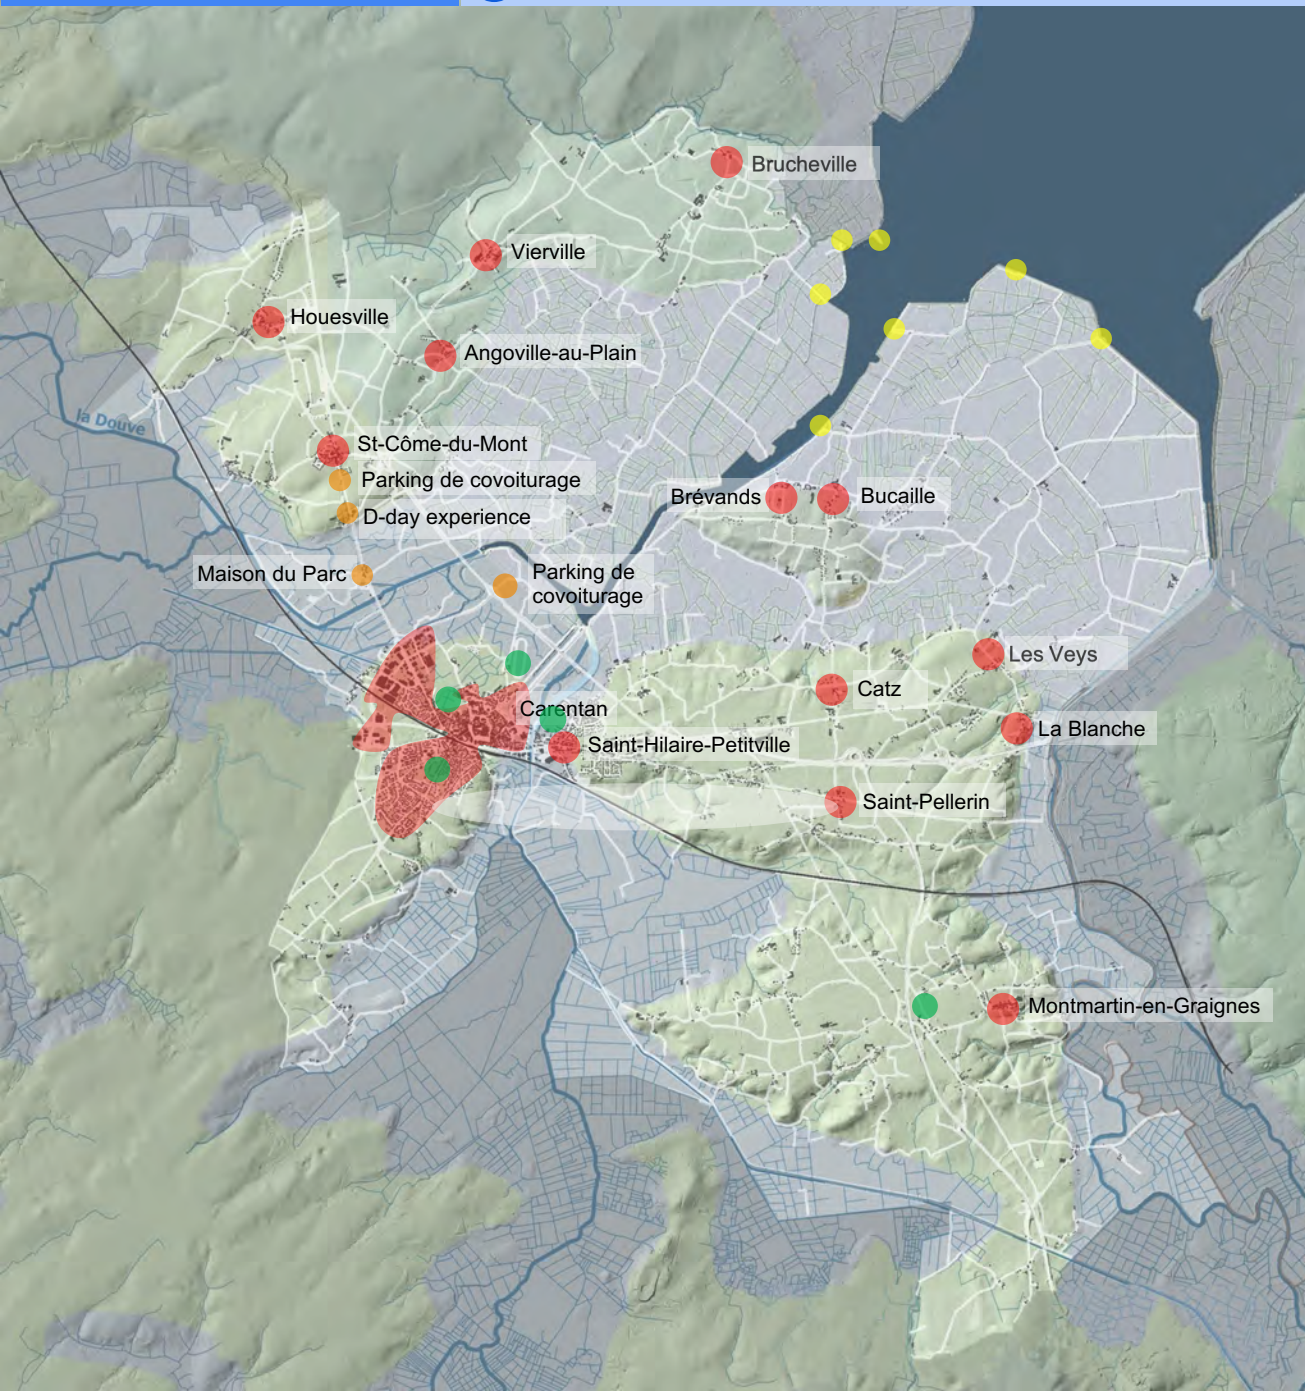 Brucheville
Vierville
Houesville
Angoville-au-Plain
la Douve
St-Côme-du-Mont
Parking de covoiturage
Brévands
Bucaille
D-day experience
Maison du Parc
Parking de
covoiturage
Les Veys
Catz
Carentan
La Blanche
Saint-Hilaire-Petitville
Saint-Pellerin
Montmartin-en-Graignes